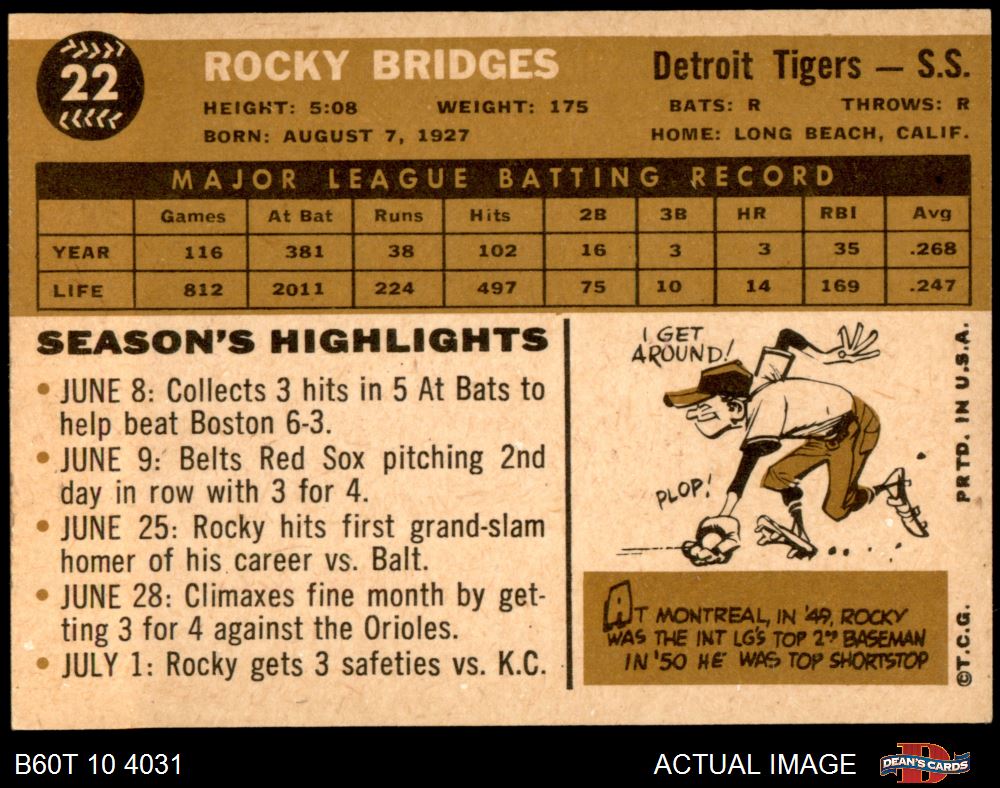 22
ROCKY BRIDGES
Detroit Tigers — S.S.
HEIGHT: 5:08 WEIGHT: 175 BATS: R THROWS: R
BORN: AUGUST 7, 1927 HOME: LONG BEACH, CALIF.
MAJOR LEAGUE BATTING RECORD
Games At Bat Runs Hits 2B 3B HR RBI Avg
YEAR 116 381 38 102 16 3 3 35 .268
LIFE 812 2011 224 497 75 10 14 169 .247
SEASON'S HIGHLIGHTS
• JUNE 8: Collects 3 hits in 5 At Bats to
help beat Boston 6-3.
• JUNE 9: Belts Red Sox pitching 2nd
day in row with 3 for 4.
• JUNE 25: Rocky hits first grand-slam
homer of his career vs. Balt.
• JUNE 28: Climaxes fine month by get-
ting 3 for 4 against the Orioles.
• JULY 1: Rocky gets 3 safeties vs. K.C.
I GET
AROUND!
PLOP!
AT MONTREAL, IN '49, ROCKY
WAS THE INT LG'S TOP 2ND BASEMAN
IN '50 HE WAS TOP SHORTSTOP
PRTD. IN U.S.A.
©T.C.G.
B60T 10 4031
ACTUAL IMAGE
D
DEAN'S CARDS